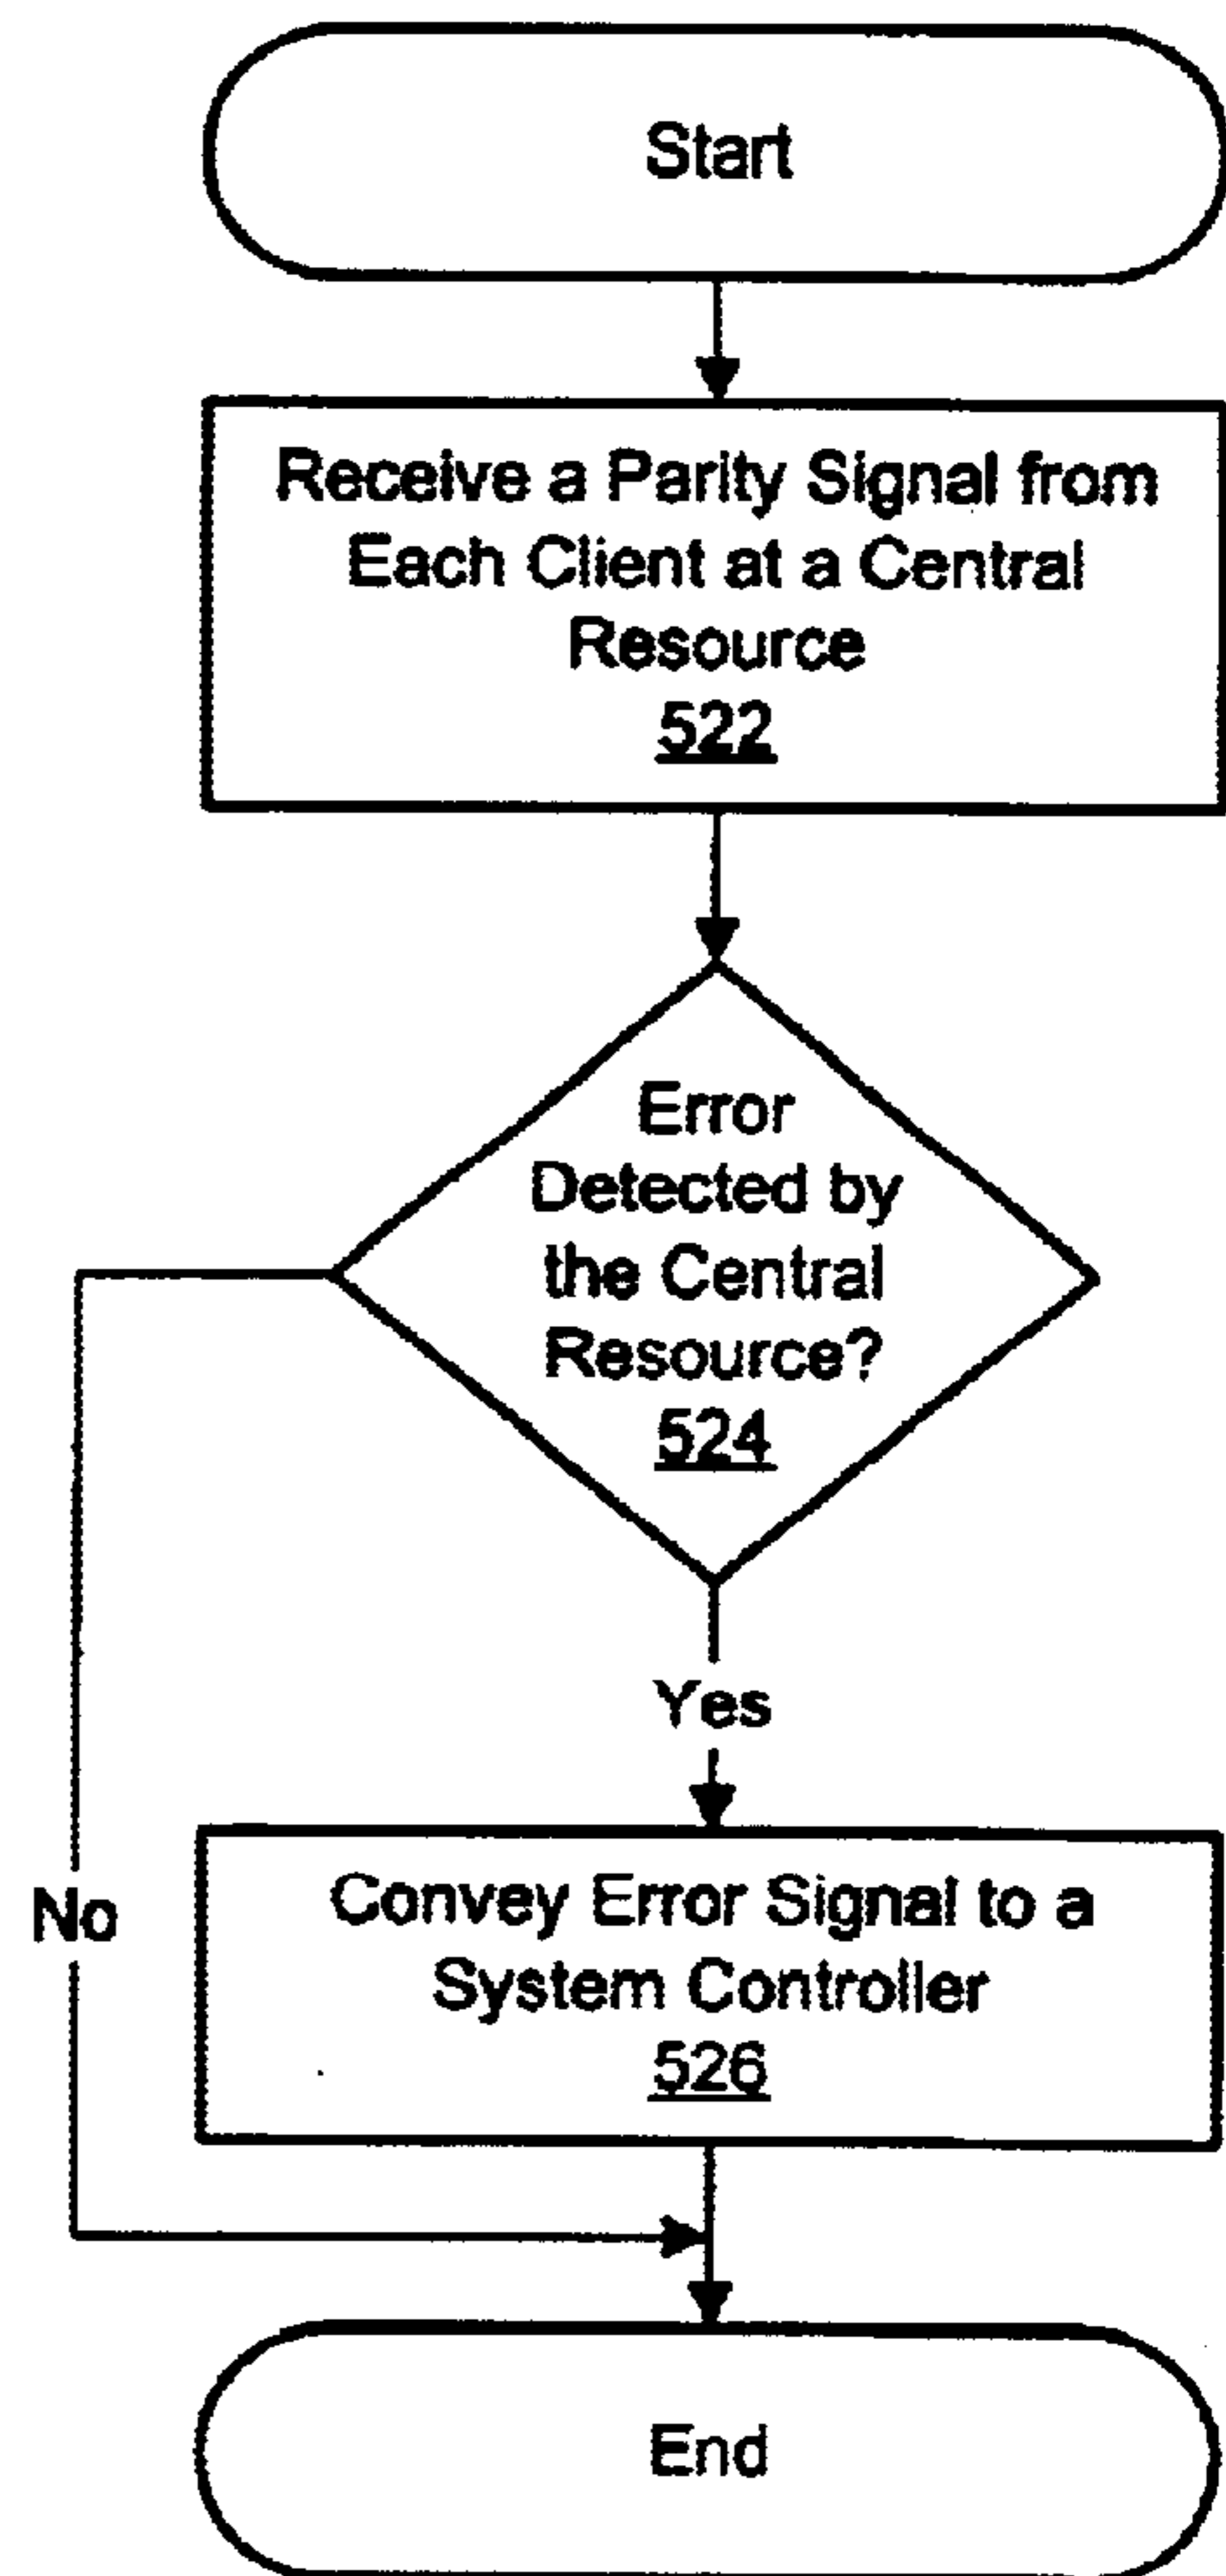 Start
Receive a Parity Signal from
Each Client at a Central
Resource
522
Error
Detected by
the Central
Resource?
524
Yes
No
Convey Error Signal to a
System Controller
526
End